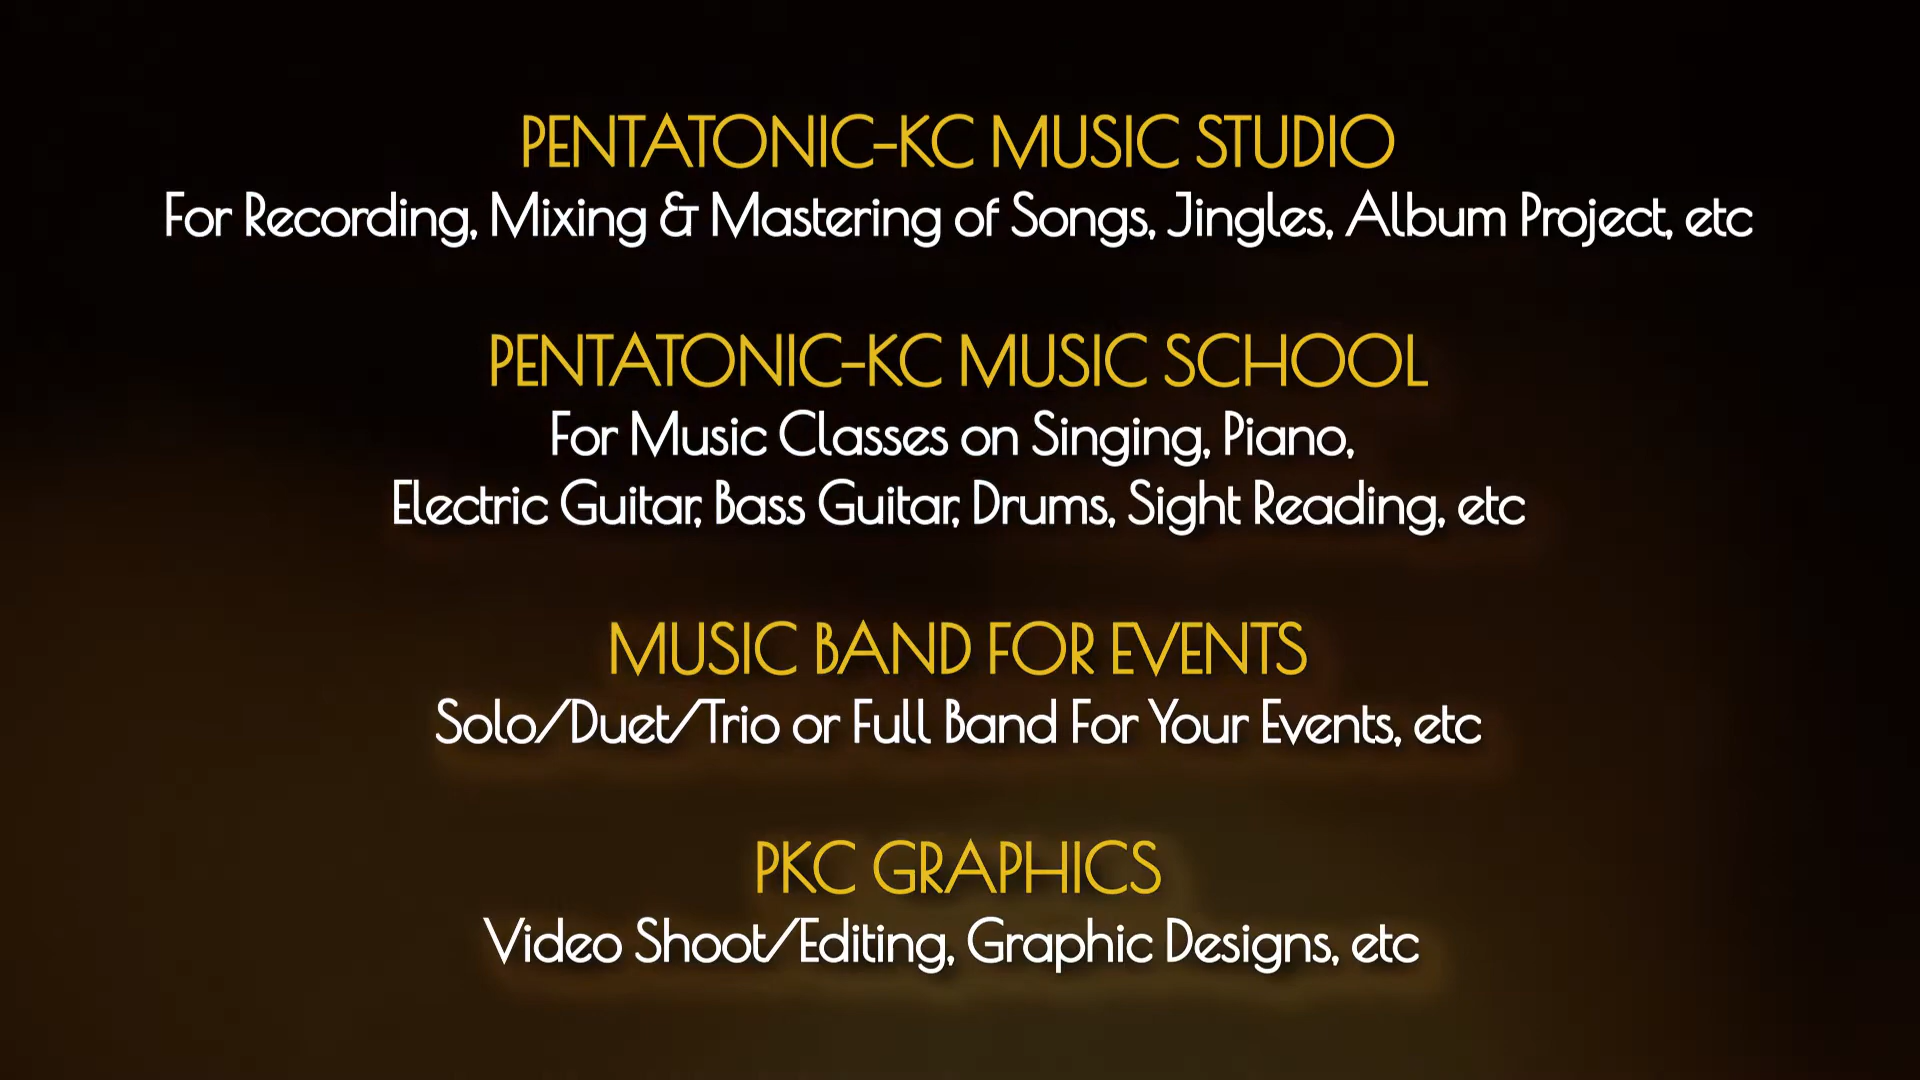 PENTATONIC-KC MUSIC STUDIO
For Recording, Mixing & Mastering of Songs, Jingles, Album Project, etc
PENTATONIC-KC MUSIC SCHOOL
For Music Classes on Singing, Piano,
Electric Guitar, Bass Guitar, Drums, Sight Reading, etc
MUSIC BAND FOR EVENTS
Solo/Duet/Trio or Full Band For Your Events, etc
PKC GRAPHICS
Video Shoot/Editing, Graphic Designs, etc